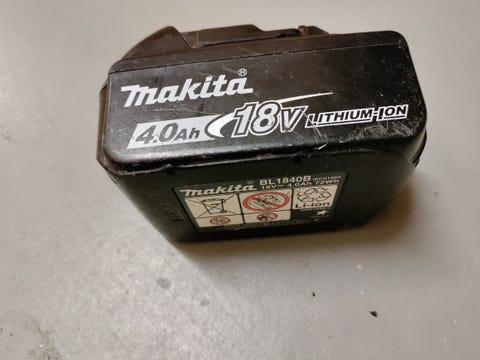 makita®
4.0Ah 18V LITHIUM-ION
makita BL1840B
18V⎓ 4.0Ah 72Wh
Li-ion